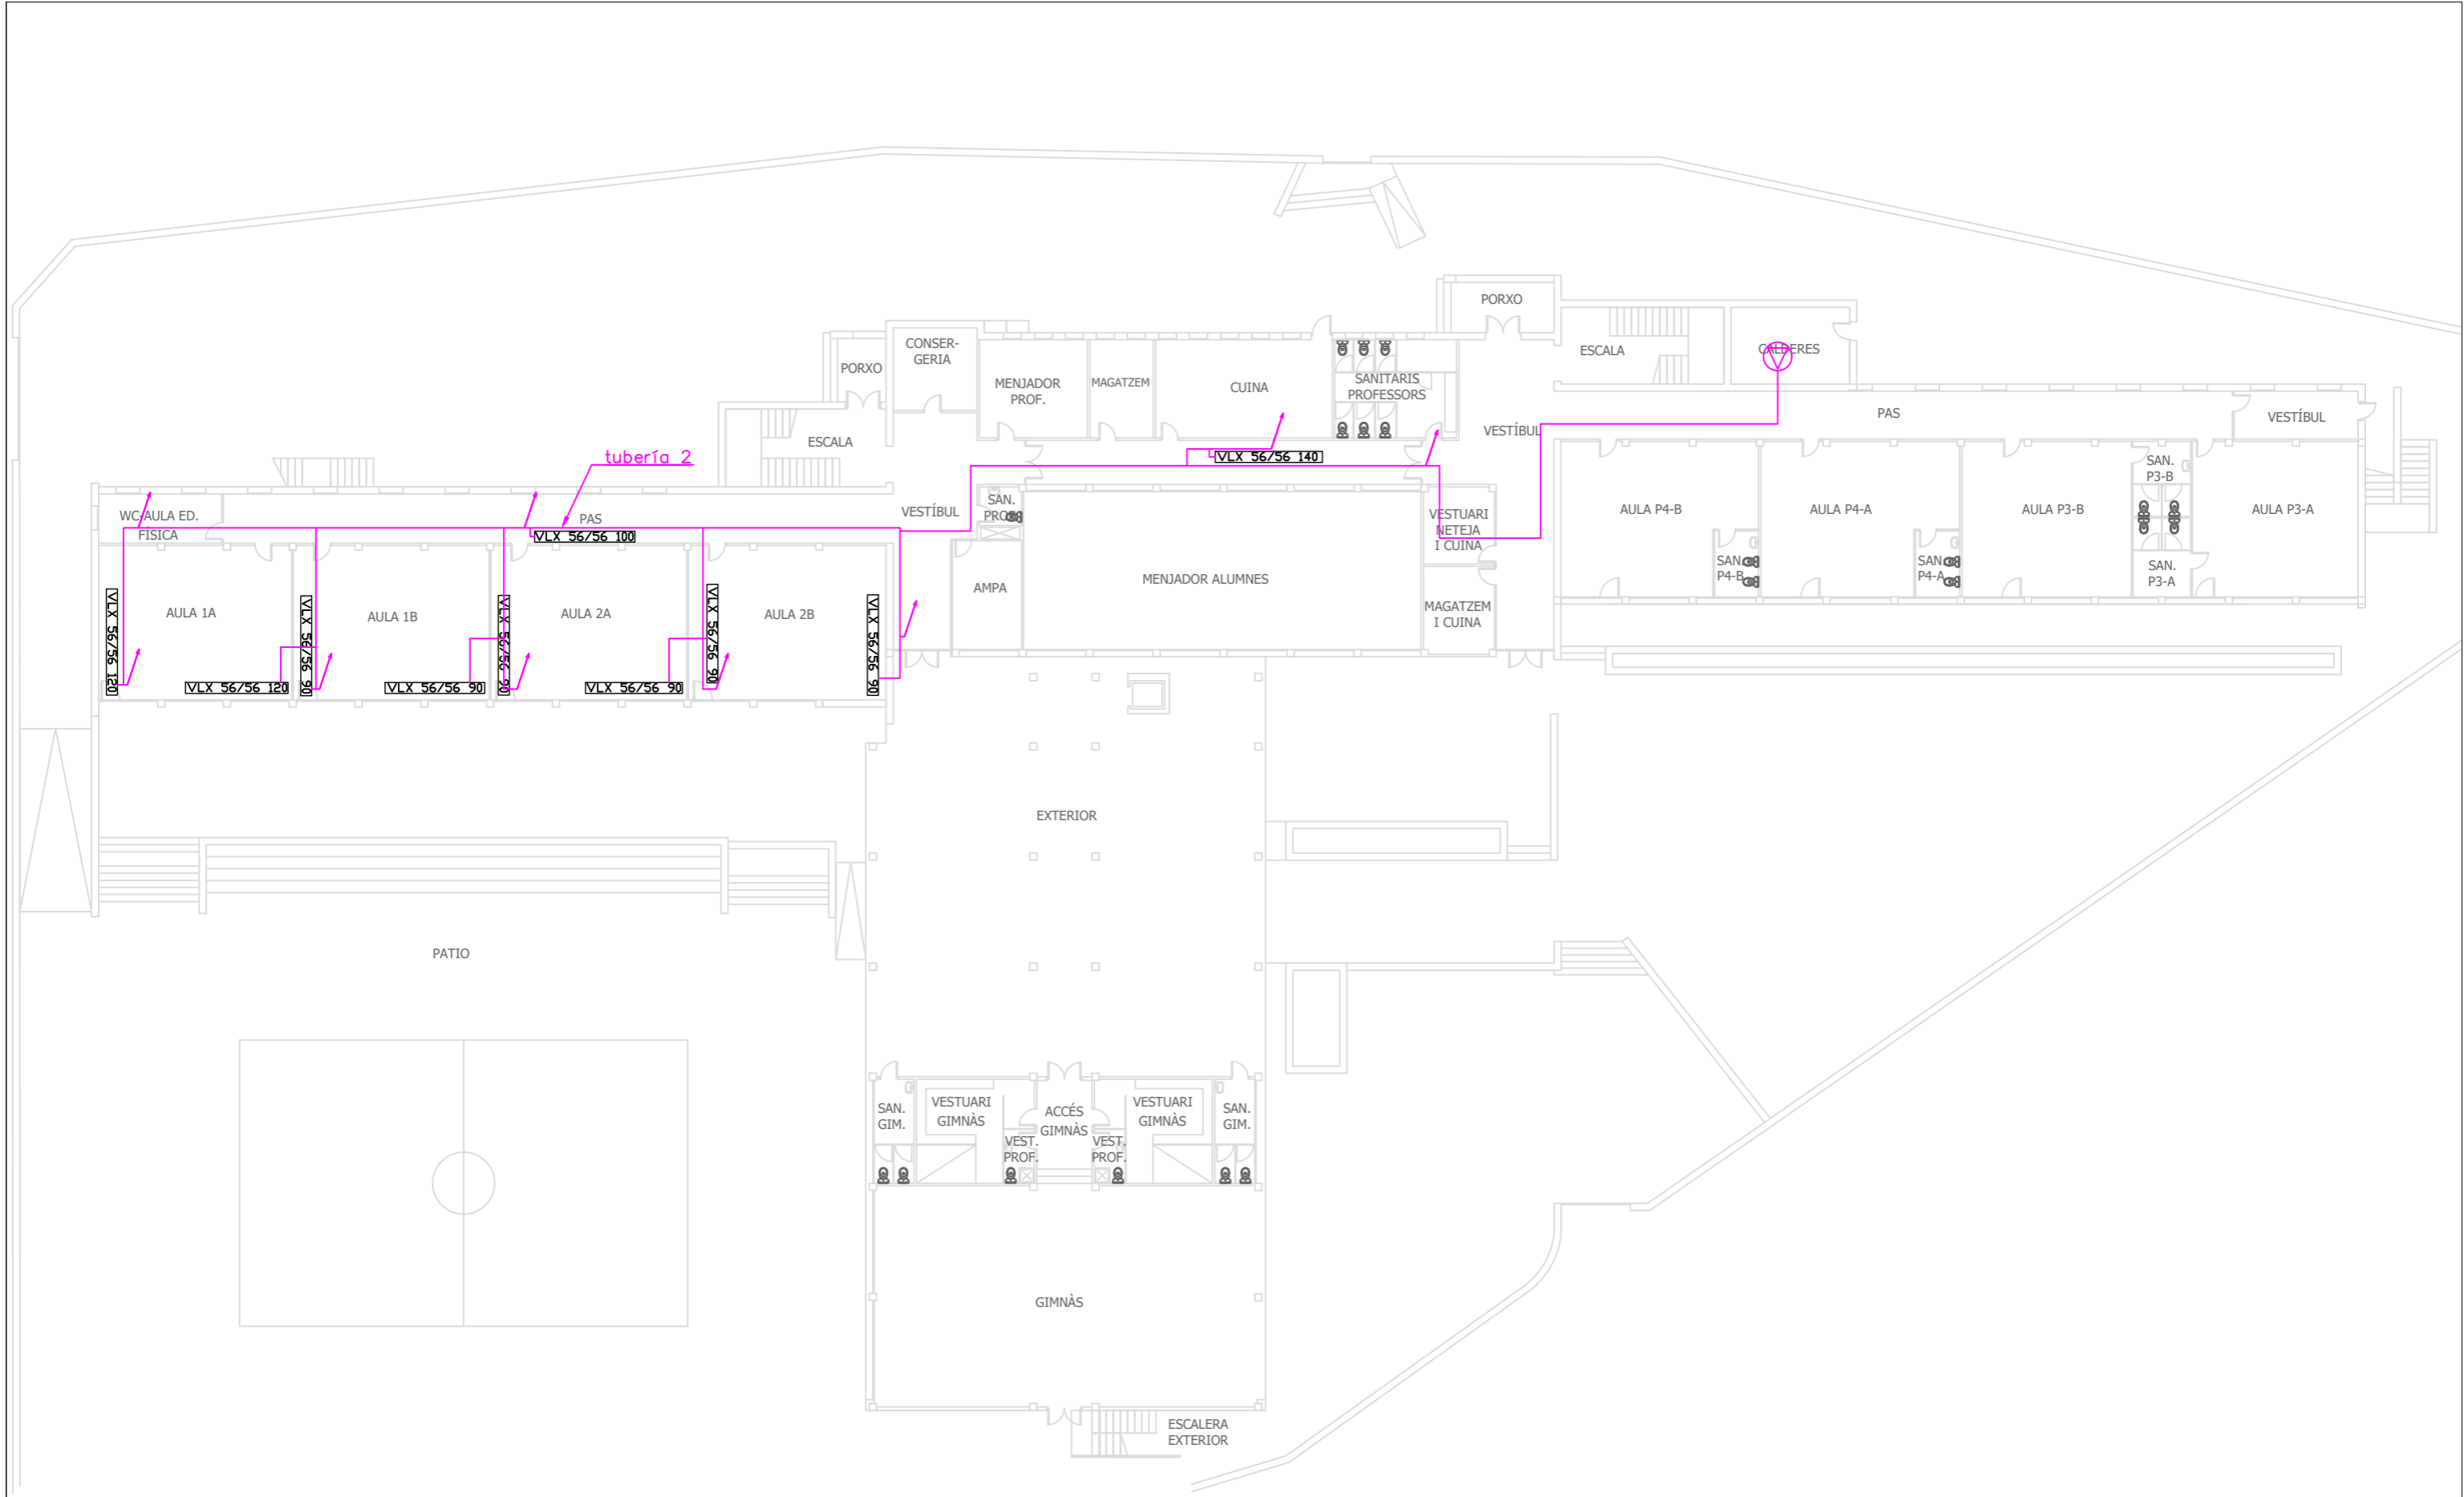 PORXO
CONSER-
GERIA
PORXO
MENJADOR
PROF.
MAGATZEM
CUINA
SANITARIS
PROFESSORS
ESCALA
CALDERES
VESTÍBUL
PAS
VESTÍBUL
ESCALA
tubería 2
VLX 56/56 140
SAN.
P3-B
WC-AULA ED.
FÍSICA
PAS
VLX 56/56 100
VESTÍBUL
SAN.
PROF.
VESTUARI
NETEJA
I CUINA
AULA P4-B
AULA P4-A
AULA P3-B
AULA P3-A
SAN.
P4-B
SAN.
P4-A
SAN.
P3-A
MENJADOR ALUMNES
AMPA
MAGATZEM
I CUINA
VLX 56/56 120
AULA 1A
VLX 56/56 120
VLX 56/56 90
AULA 1B
VLX 56/56 90
VLX 56/56 90
AULA 2A
VLX 56/56 90
VLX 56/56 90
AULA 2B
VLX 56/56 90
EXTERIOR
PATIO
SAN.
GIM.
VESTUARI
GIMNÀS
ACCÉS
GIMNÀS
VESTUARI
GIMNÀS
SAN.
GIM.
VEST.
PROF.
VEST.
PROF.
GIMNÀS
ESCALERA
EXTERIOR